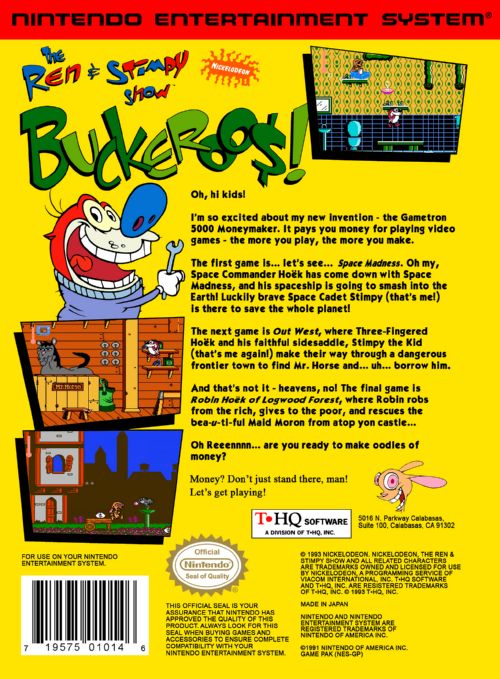 NINTENDO ENTERTAINMENT SYSTEM®
THE
REN & STIMPY
SHOW
NICKELODEON
BUCKEROO$!
Oh, hi kids!
I'm so excited about my new invention - the Gametron
5000 Moneymaker. It pays you money for playing video
games - the more you play, the more you make.
The first game is... let's see... Space Madness. Oh my,
Space Commander Hoëk has come down with Space
Madness, and his spaceship is going to smash into the
Earth! Luckily brave Space Cadet Stimpy (that's me!)
is there to save the whole planet!
The next game is Out West, where Three-Fingered
Hoëk and his faithful sidesaddle, Stimpy the Kid
(that's me again!) make their way through a dangerous
frontier town to find Mr. Horse and... uh... borrow him.
And that's not it - heavens, no! The final game is
Robin Hoëk of Logwood Forest, where Robin robs
from the rich, gives to the poor, and rescues the
bea-u-ti-ful Maid Moron from atop yon castle...
Oh Reeennnn... are you ready to make oodles of
money?
Money? Don't just stand there, man!
Let's get playing!
MR. HORSE
T•HQ SOFTWARE
A DIVISION OF T•HQ, INC.
5016 N. Parkway Calabasas,
Suite 100, Calabasas, CA 91302
FOR USE ON YOUR NINTENDO
ENTERTAINMENT SYSTEM.
7 19575 01014 6
Official
Nintendo®
Seal of Quality
THIS OFFICIAL SEAL IS YOUR
ASSURANCE THAT NINTENDO HAS
APPROVED THE QUALITY OF THIS
PRODUCT. ALWAYS LOOK FOR THIS
SEAL WHEN BUYING GAMES AND
ACCESSORIES TO ENSURE COMPLETE
COMPATIBILITY WITH YOUR
NINTENDO ENTERTAINMENT SYSTEM.
© 1993 NICKELODEON. NICKELODEON, THE REN &
STIMPY SHOW AND ALL RELATED CHARACTERS
ARE TRADEMARKS OWNED AND LICENSED FOR USE
BY NICKELODEON, A PROGRAMMING SERVICE OF
VIACOM INTERNATIONAL, INC. T•HQ SOFTWARE
AND T•HQ, INC. ARE REGISTERED TRADEMARKS
OF T•HQ, INC. © 1993 T•HQ, INC.
MADE IN JAPAN
NINTENDO AND NINTENDO
ENTERTAINMENT SYSTEM ARE
REGISTERED TRADEMARKS OF
NINTENDO OF AMERICA INC.
©1991 NINTENDO OF AMERICA INC.
GAME PAK (NES-GP)